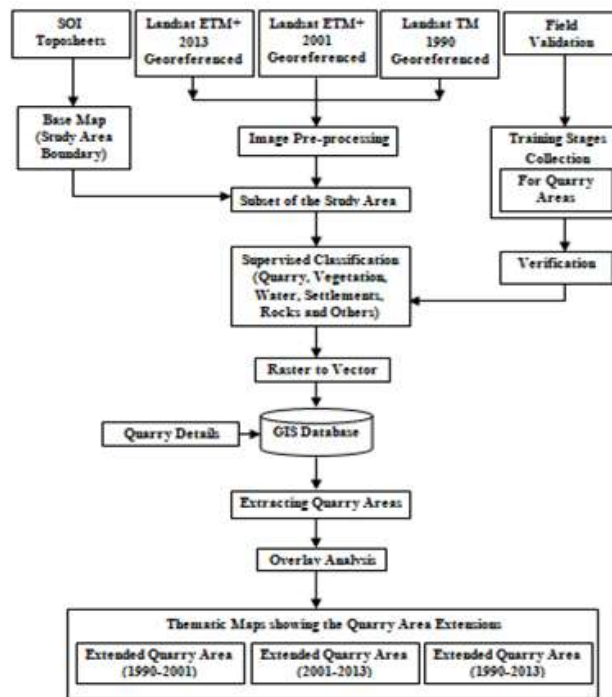 SOI
Toposheets
Landsat ETM+
2013
Georeferenced
Landsat ETM+
2001
Georeferenced
Landsat TM
1990
Georeferenced
Field
Validation
Base Map
(Study Area
Boundary)
Image Pre-processing
Training Stages
Collection
For Quarry
Areas
Subset of the Study Area
Supervised Classification
(Quarry, Vegetation,
Water, Settlements,
Rocks and Others)
Verification
Raster to Vector
Quarry Details
GIS Database
Extracting Quarry Areas
Overlay Analysis
Thematic Maps showing the Quarry Area Extensions
Extended Quarry Area
(1990-2001)
Extended Quarry Area
(2001-2013)
Extended Quarry Area
(1990-2013)